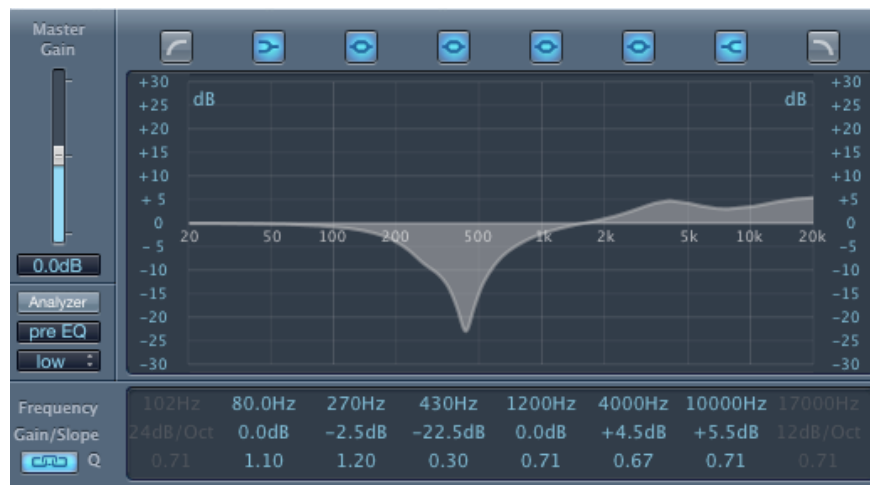 Master
Gain
+30
+25
+20
+15
+10
+ 5
0
- 5
-10
-15
-20
-25
-30
dB
dB
+30
+25
+20
+15
+10
+5
0
-5
-10
-15
-20
-25
-30
20 50 100 200 500 1k 2k 5k 10k 20k
0.0dB
Analyzer
pre EQ
low
Frequency 102Hz 80.0Hz 270Hz 430Hz 1200Hz 4000Hz 10000Hz 17000Hz
Gain/Slope 24dB/Oct 0.0dB -2.5dB -22.5dB 0.0dB +4.5dB +5.5dB 12dB/Oct
Q 0.71 1.10 1.20 0.30 0.71 0.67 0.71 0.71